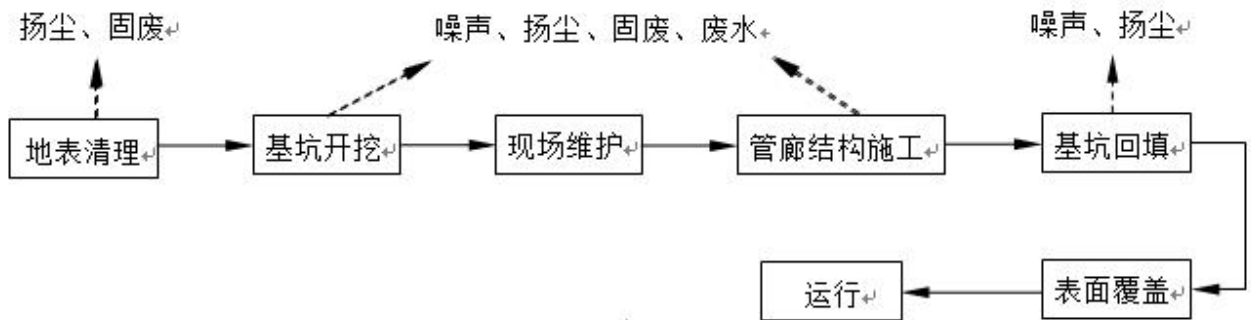 扬尘、固废
噪声、扬尘、固废、废水
噪声、扬尘
地表清理
基坑开挖
现场维护
管廊结构施工
基坑回填
运行
表面覆盖